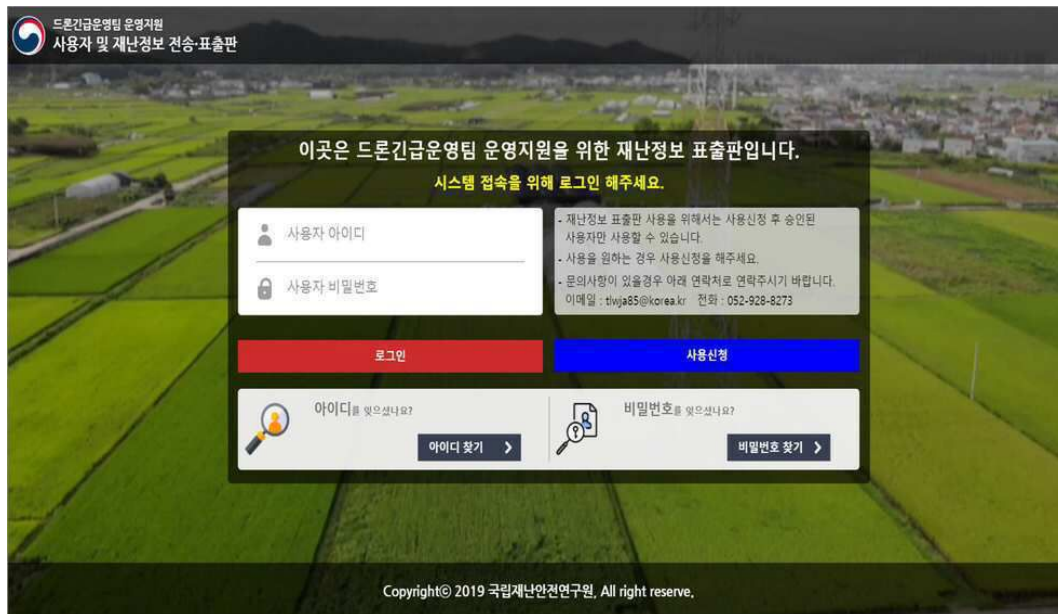 드론긴급운영팀 운영지원
사용자 및 재난정보 전송·표출판
이곳은 드론긴급운영팀 운영지원을 위한 재난정보 표출판입니다.
시스템 접속을 위해 로그인 해주세요.
사용자 아이디
사용자 비밀번호
- 재난정보 표출판 사용을 위해서는 사용신청 후 승인된
사용자만 사용할 수 있습니다.
- 사용을 원하는 경우 사용신청을 해주세요.
- 문의사항이 있을경우 아래 연락처로 연락주시기 바랍니다.
이메일 : tlwja85@korea.kr 전화 : 052-928-8273
로그인
사용신청
아이디를 잊으셨나요?
아이디 찾기 >
비밀번호를 잊으셨나요?
비밀번호 찾기 >
Copyright© 2019 국립재난안전연구원, All right reserve,